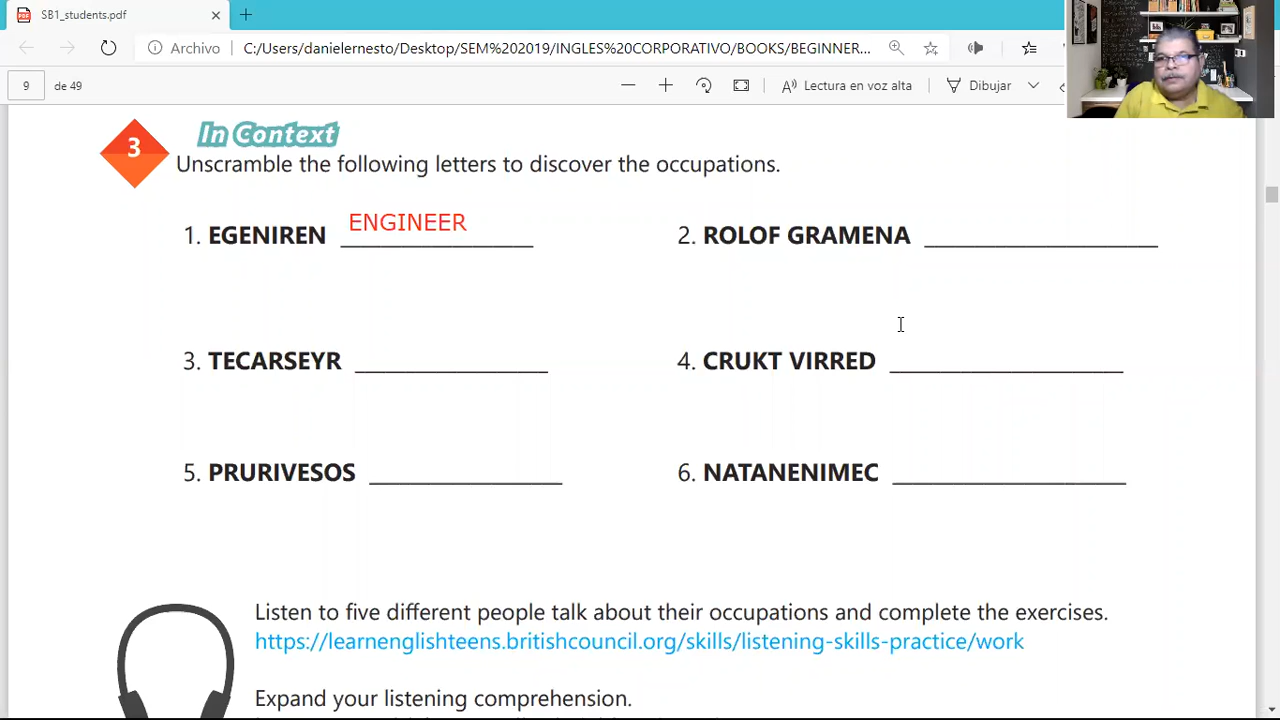 SB1_students.pdf
Archivo C:/Users/danielernesto/Desktop/SEM%202019/INGLES%20CORPORATIVO/BOOKS/BEGINNER...
9 de 49 Lectura en voz alta Dibujar
3 In Context
Unscramble the following letters to discover the occupations.
1. EGENIREN ENGINEER 2. ROLOF GRAMENA
3. TECARSEYR 4. CRUKT VIRRED
5. PRURIVESOS 6. NATANENIMEC
Listen to five different people talk about their occupations and complete the exercises.
https://learnenglishteens.britishcouncil.org/skills/listening-skills-practice/work
Expand your listening comprehension.